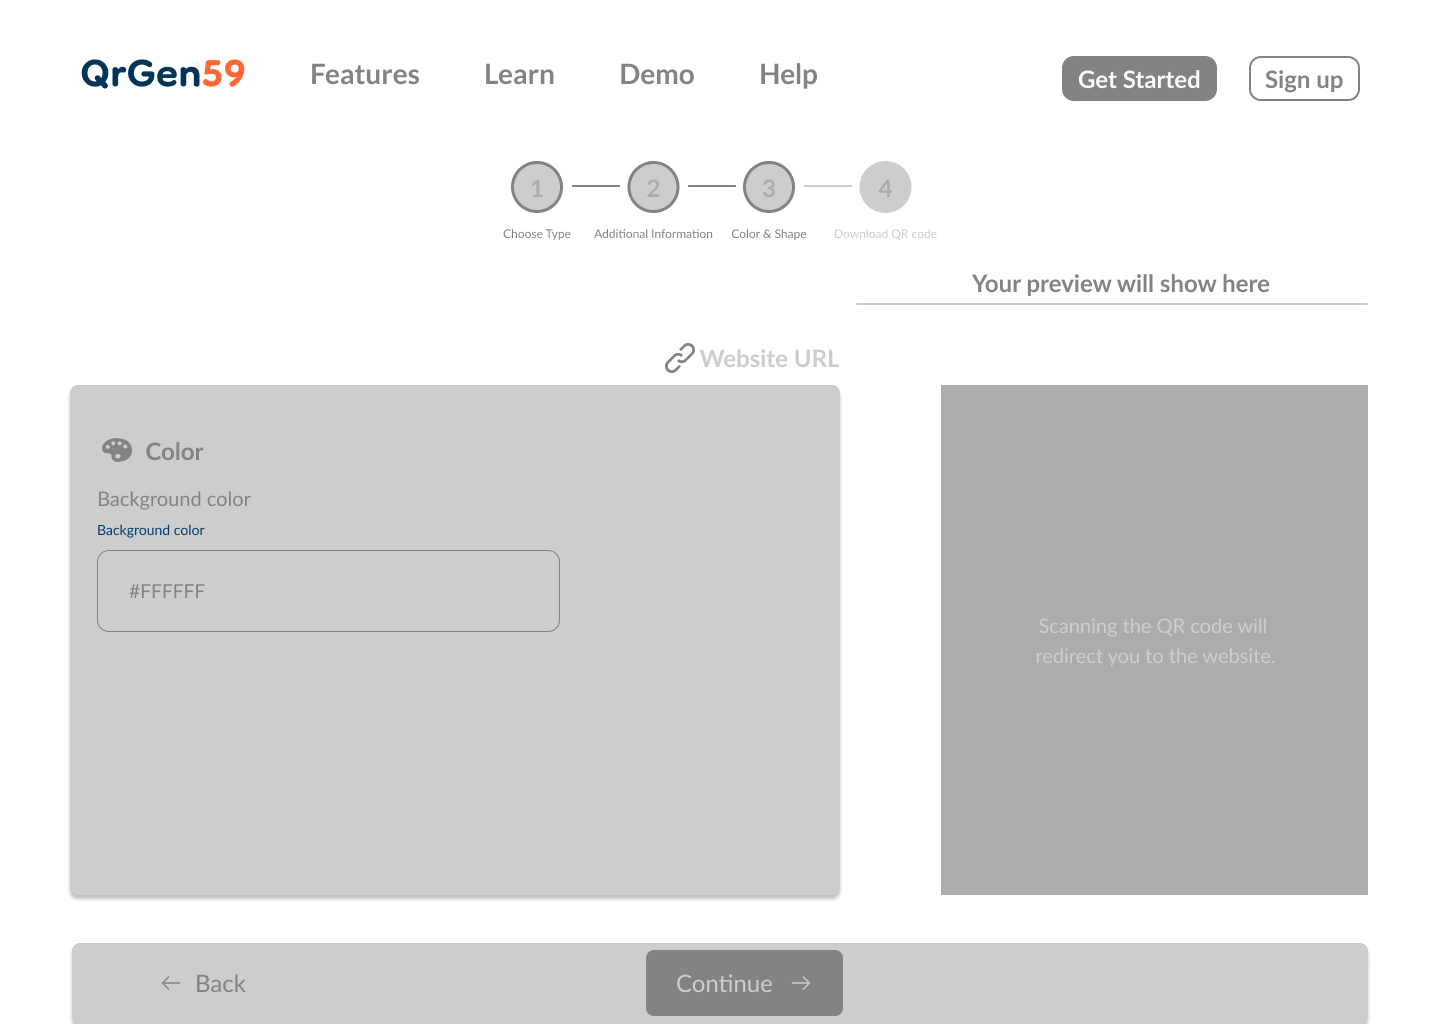 QrGen59
Features
Learn
Demo
Help
Get Started
Sign up
1
2
3
4
Choose Type
Additional Information
Color & Shape
Download QR code
Your preview will show here
Website URL
Color
Background color
Background color
#FFFFFF
Scanning the QR code will
redirect you to the website.
Back
Continue